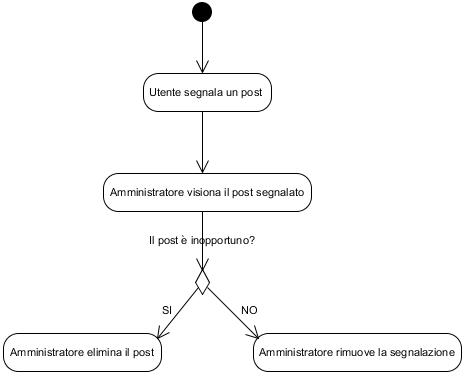 Utente segnala un post
Amministratore visiona il post segnalato
Il post è inopportuno?
SI
NO
Amministratore elimina il post
Amministratore rimuove la segnalazione